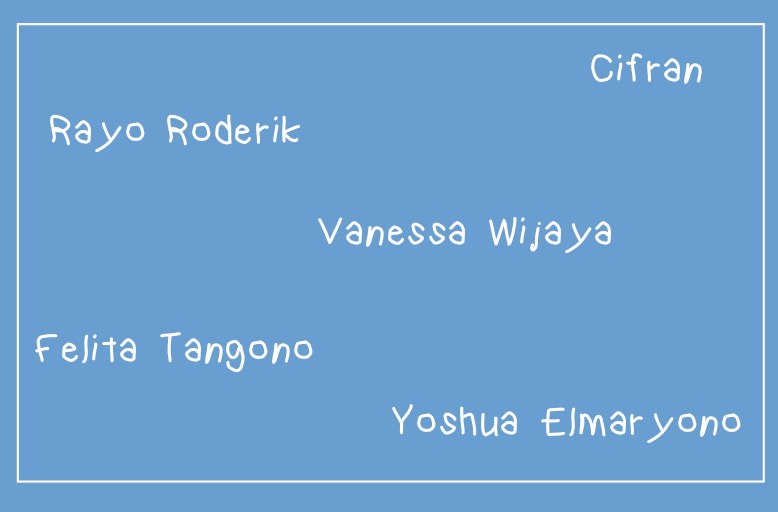 Cifran
Rayo Roderik
Vanessa Wijaya
Felita Tangono
Yoshua Elmaryono